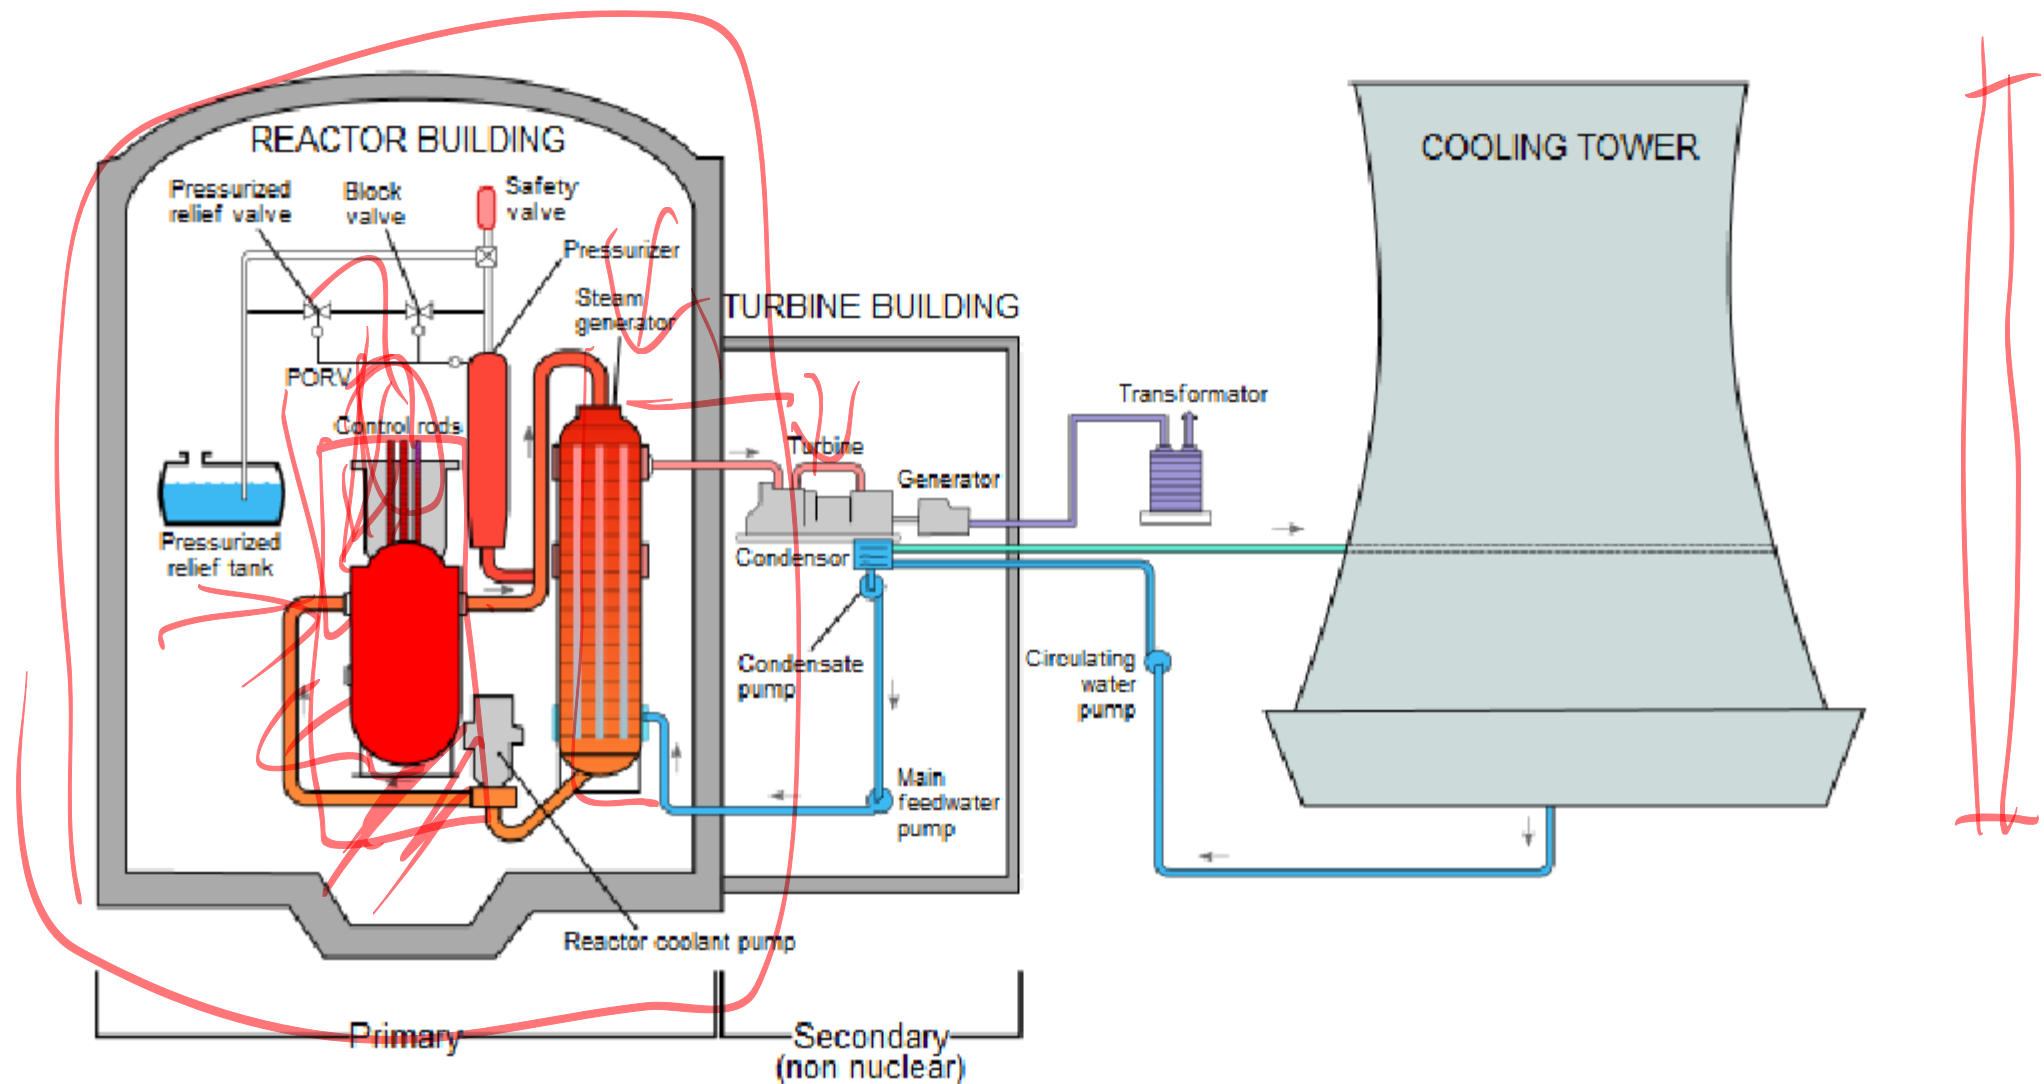 REACTOR BUILDING
COOLING TOWER
Pressurized
relief valve
Block
valve
Safety
valve
Pressurizer
Steam
generator
TURBINE BUILDING
PORV
Control rods
Transformator
Turbine
Generator
Pressurized
relief tank
Condensor
Condensate
pump
Circulating
water
pump
Main
feedwater
pump
Reactor coolant pump
Primary
Secondary
(non nuclear)